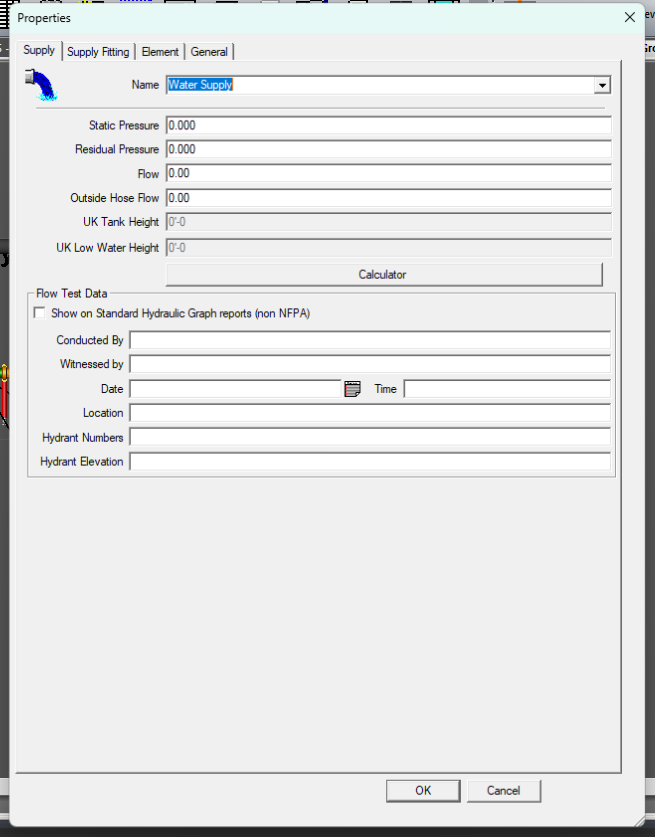 Properties
Supply Supply Fitting Element General
Name Water Supply
Static Pressure 0.000
Residual Pressure 0.000
Flow 0.00
Outside Hose Flow 0.00
UK Tank Height 0'-0
UK Low Water Height 0'-0
Calculator
Flow Test Data
Show on Standard Hydraulic Graph reports (non NFPA)
Conducted By
Witnessed by
Date Time
Location
Hydrant Numbers
Hydrant Elevation
OK Cancel